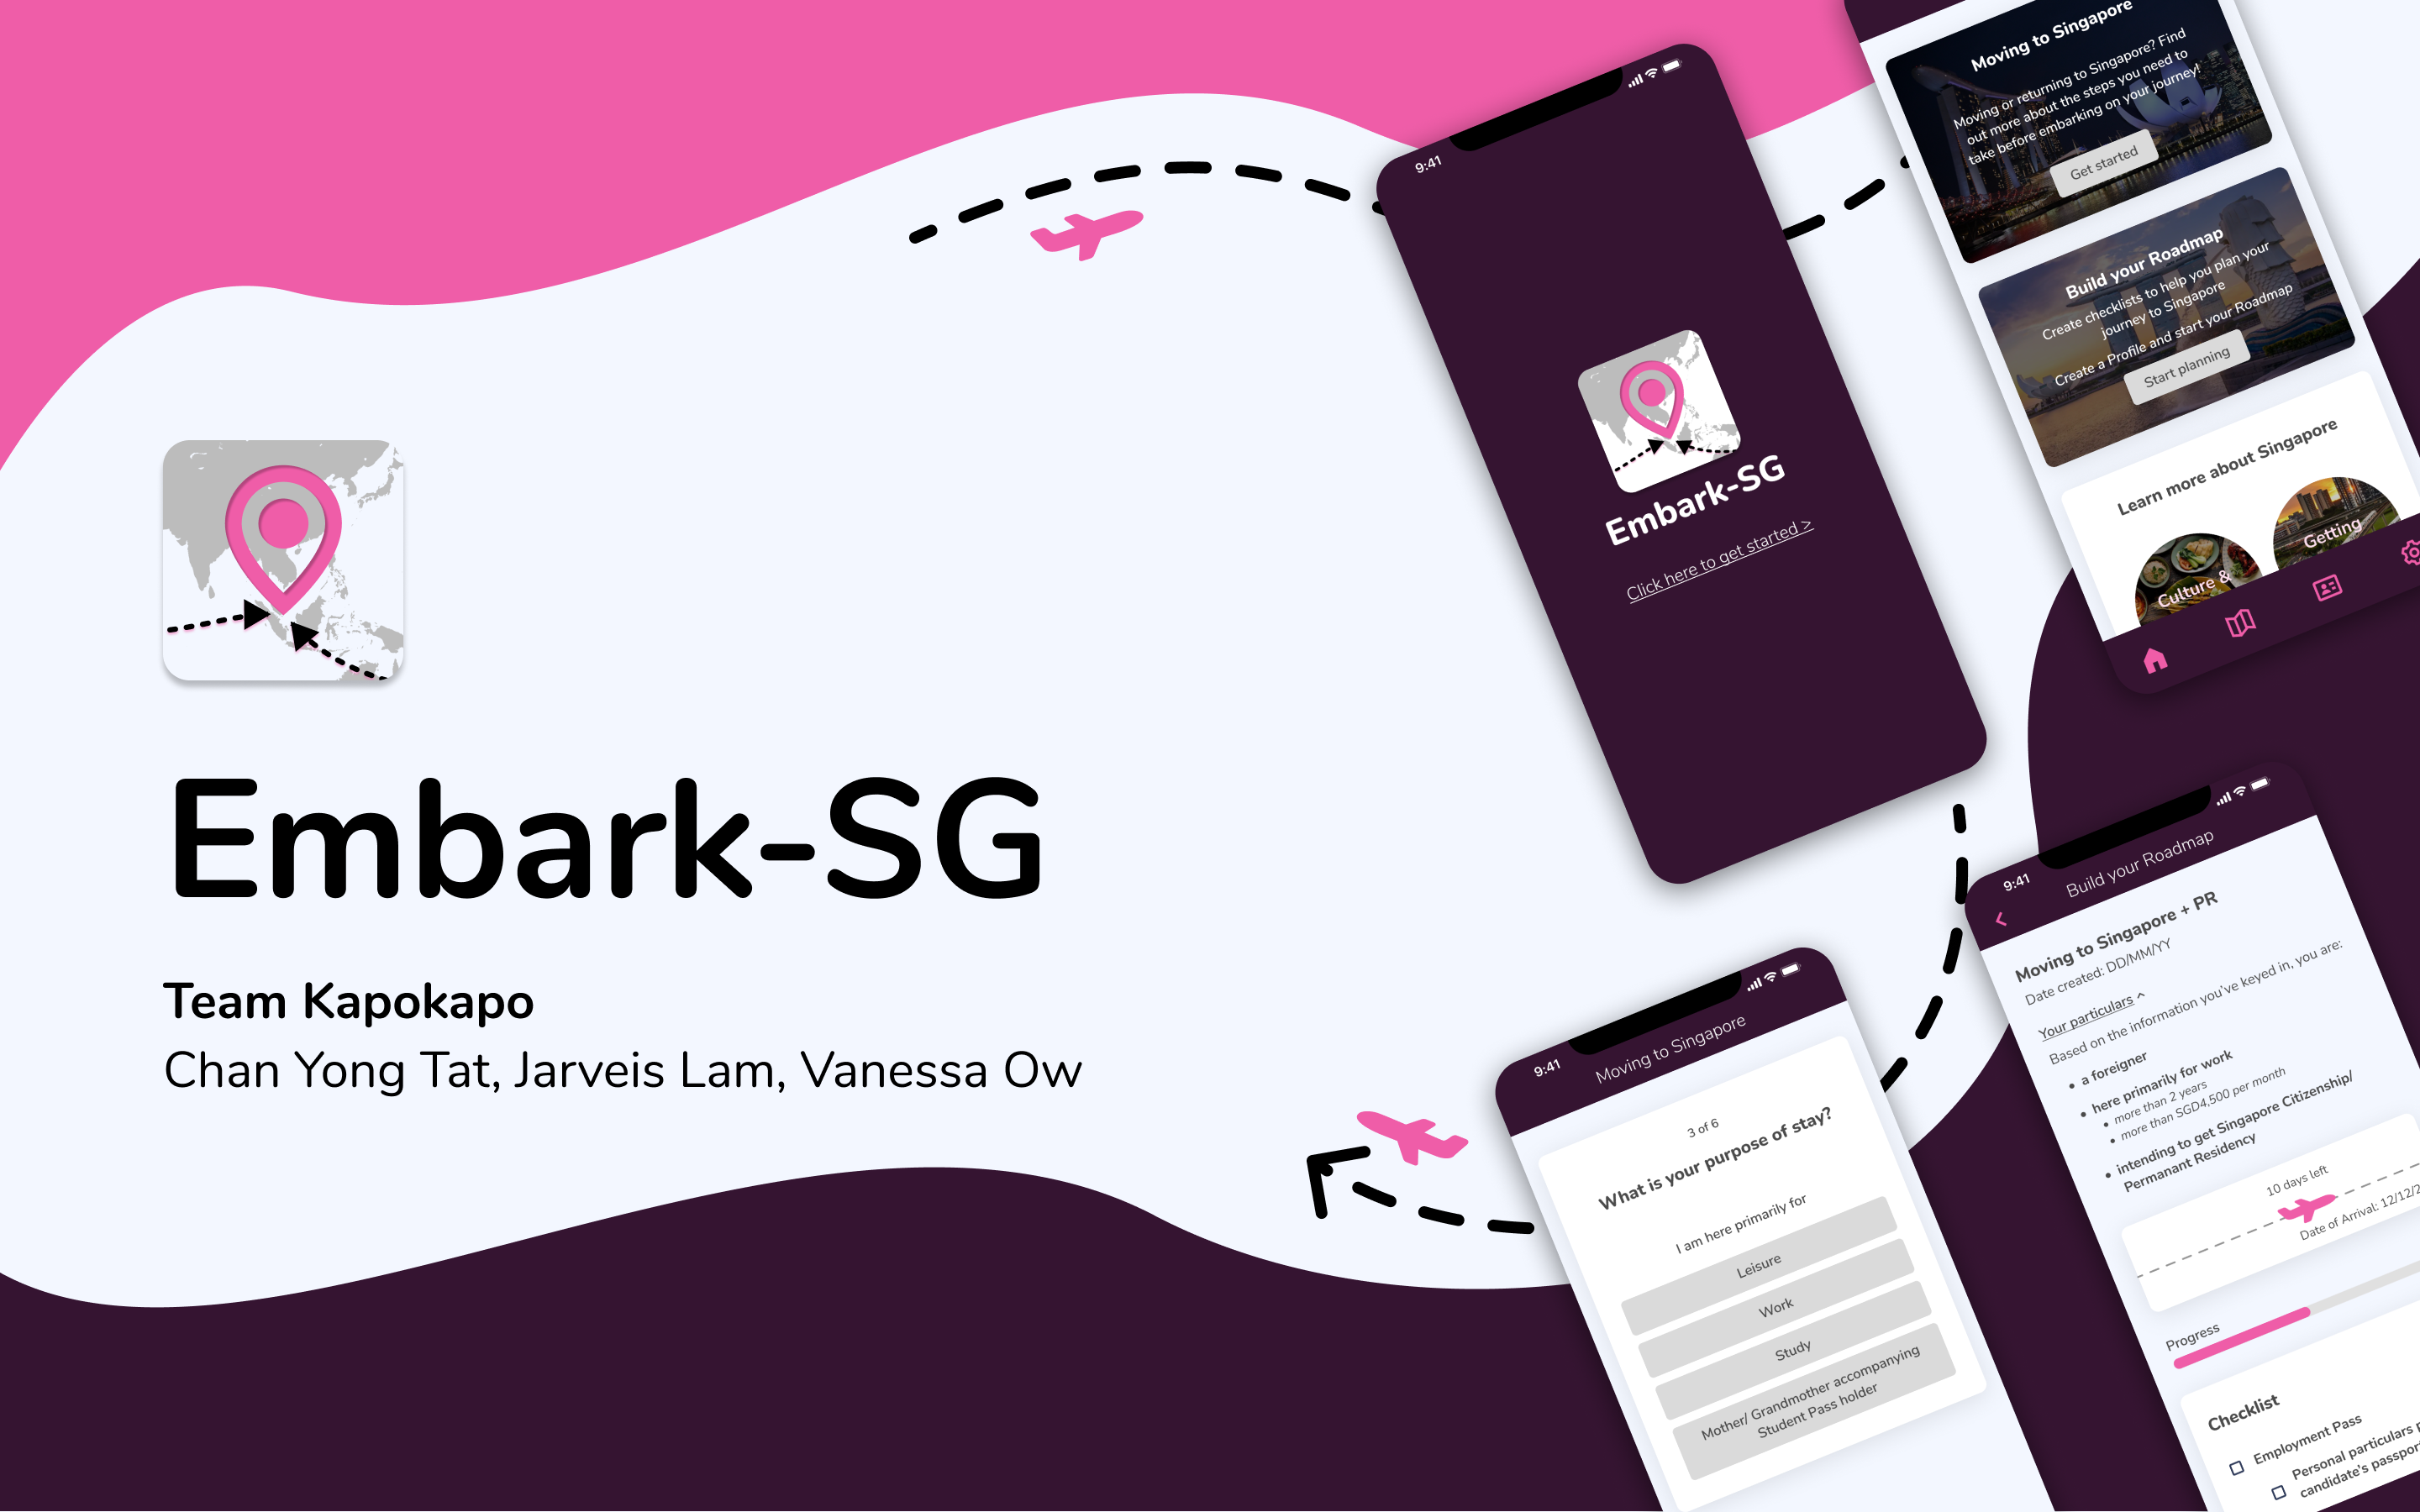 Embark-SG
Team Kapokapo
Chan Yong Tat, Jarveis Lam, Vanessa Ow
9:41
Embark-SG
Click here to get started >
Moving to Singapore
Moving or returning to Singapore? Find
out more about the steps you need to
take before embarking on your journey!
Get started
Build your Roadmap
Create checklists to help you plan your
journey to Singapore
Create a Profile and start your Roadmap
Start planning
Learn more about Singapore
Culture &
Getting
9:41
Moving to Singapore
3 of 6
What is your purpose of stay?
I am here primarily for
Leisure
Work
Study
Mother/ Grandmother accompanying
Student Pass holder
9:41
Build your Roadmap
Moving to Singapore + PR
Date created: DD/MM/YY
Your particulars ^
Based on the information you've keyed in, you are:
• a foreigner
• here primarily for work
• more than 2 years
• more than SGD4,500 per month
• intending to get Singapore Citizenship/
Permanant Residency
10 days left
Date of Arrival: 12/12/2
Progress
Checklist
Employment Pass
Personal particulars
candidate's